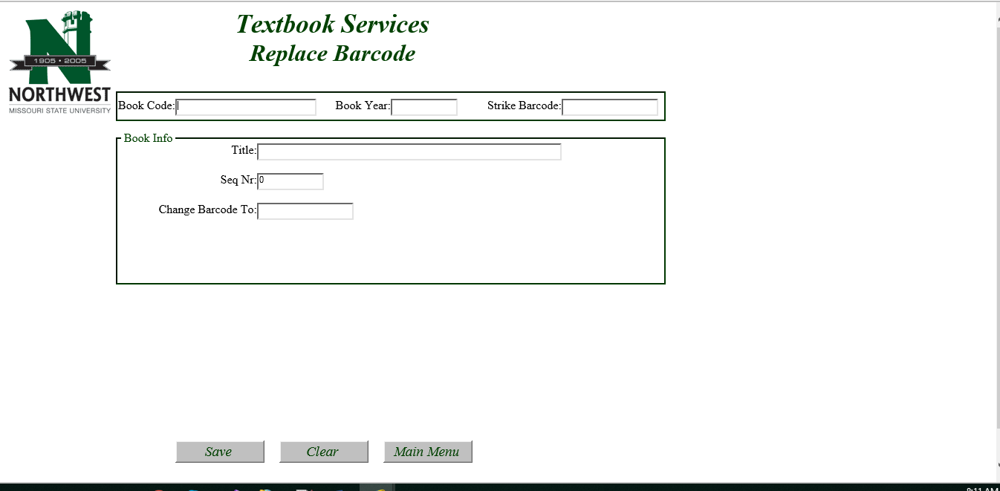 Textbook Services
Replace Barcode
1905 • 2005
NORTHWEST
MISSOURI STATE UNIVERSITY
Book Code: Book Year: Strike Barcode:
Book Info
Title:
Seq Nr: 0
Change Barcode To:
Save Clear Main Menu